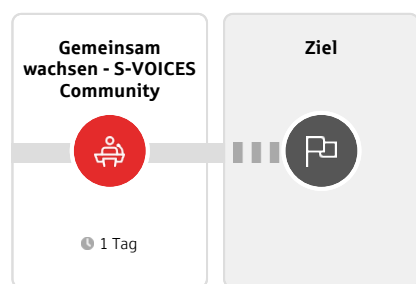 Gemeinsam
wachsen - S-VOICES
Community
1 Tag
Ziel